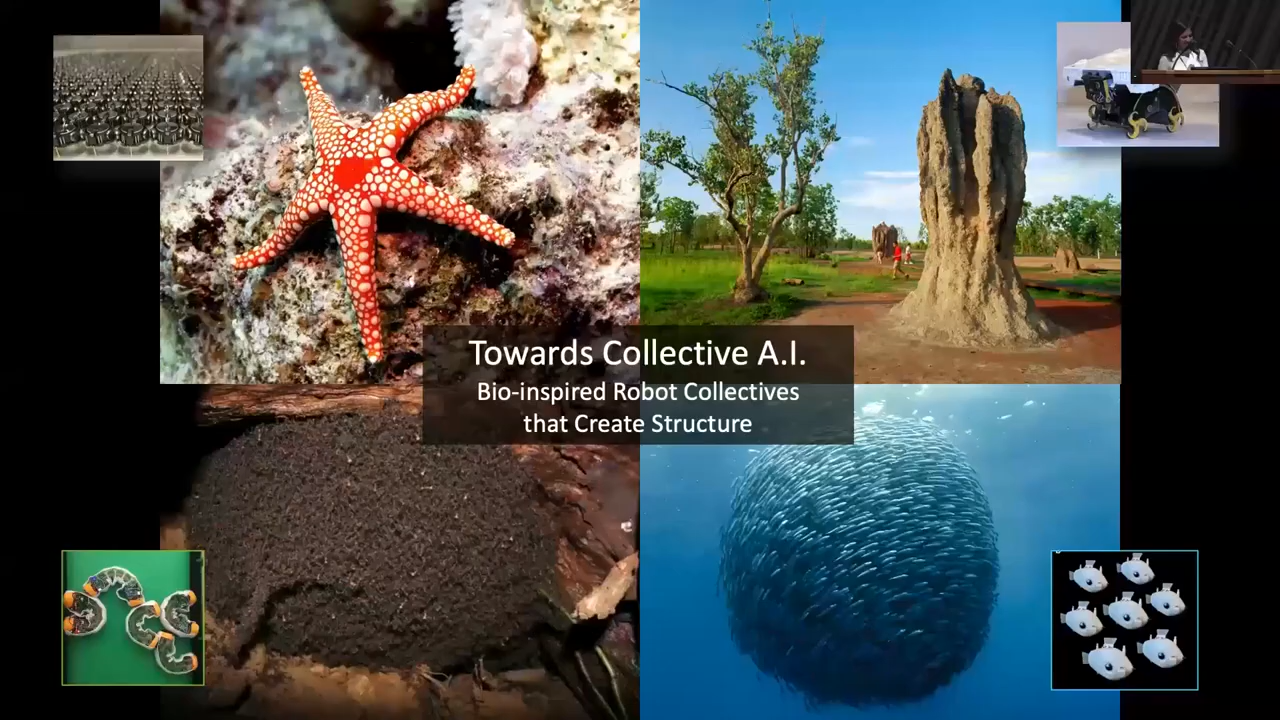 Towards Collective A.I.
Bio-inspired Robot Collectives
that Create Structure